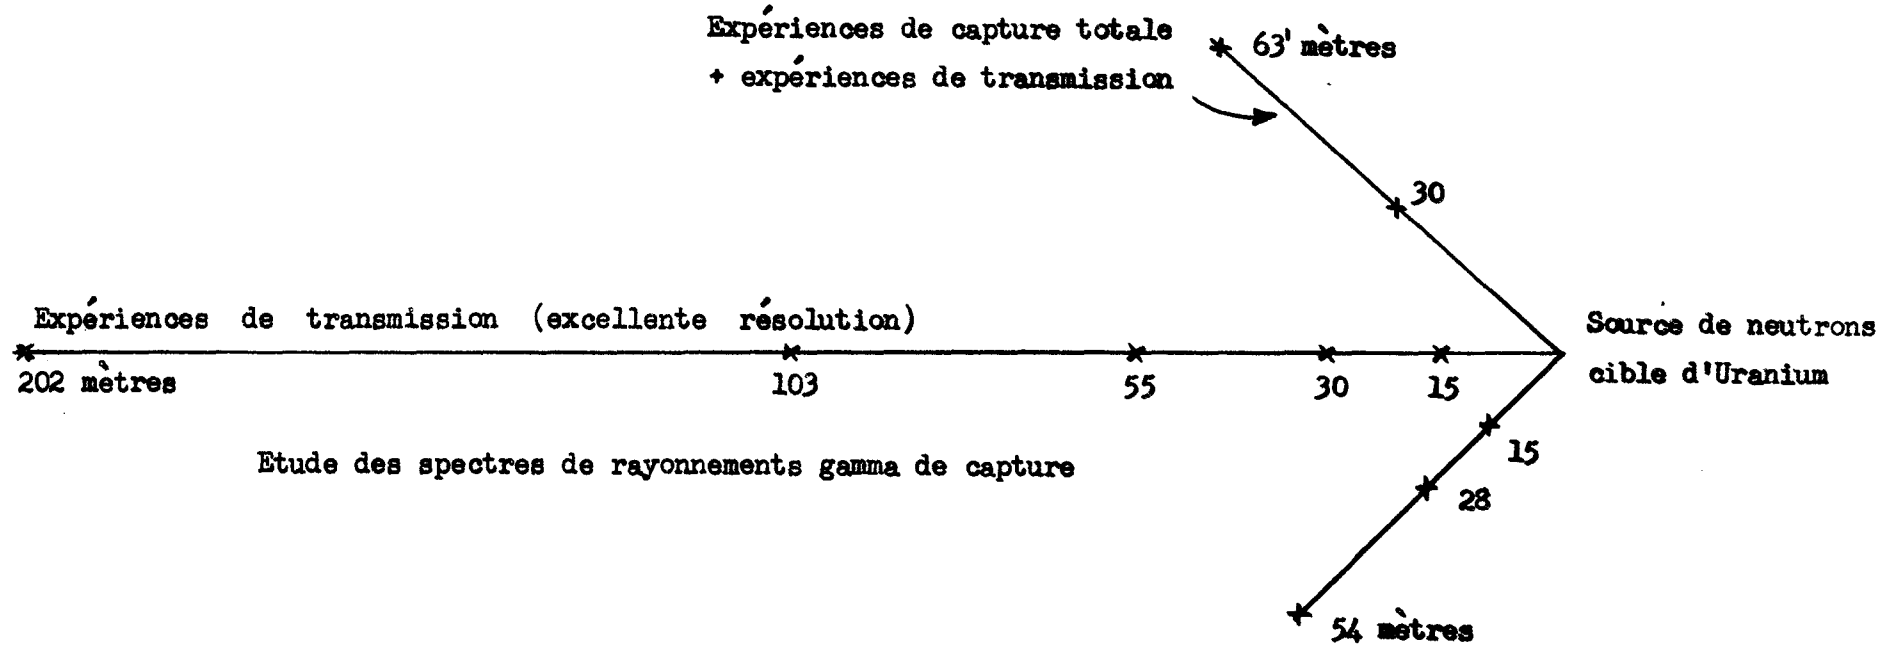 Expériences de capture totale
+ expériences de transmission
63' mètres
30
Expériences de transmission (excellente résolution)
Source de neutrons
cible d'Uranium
202 mètres
103
55
30
15
15
Etude des spectres de rayonnements gamma de capture
28
54 mètres